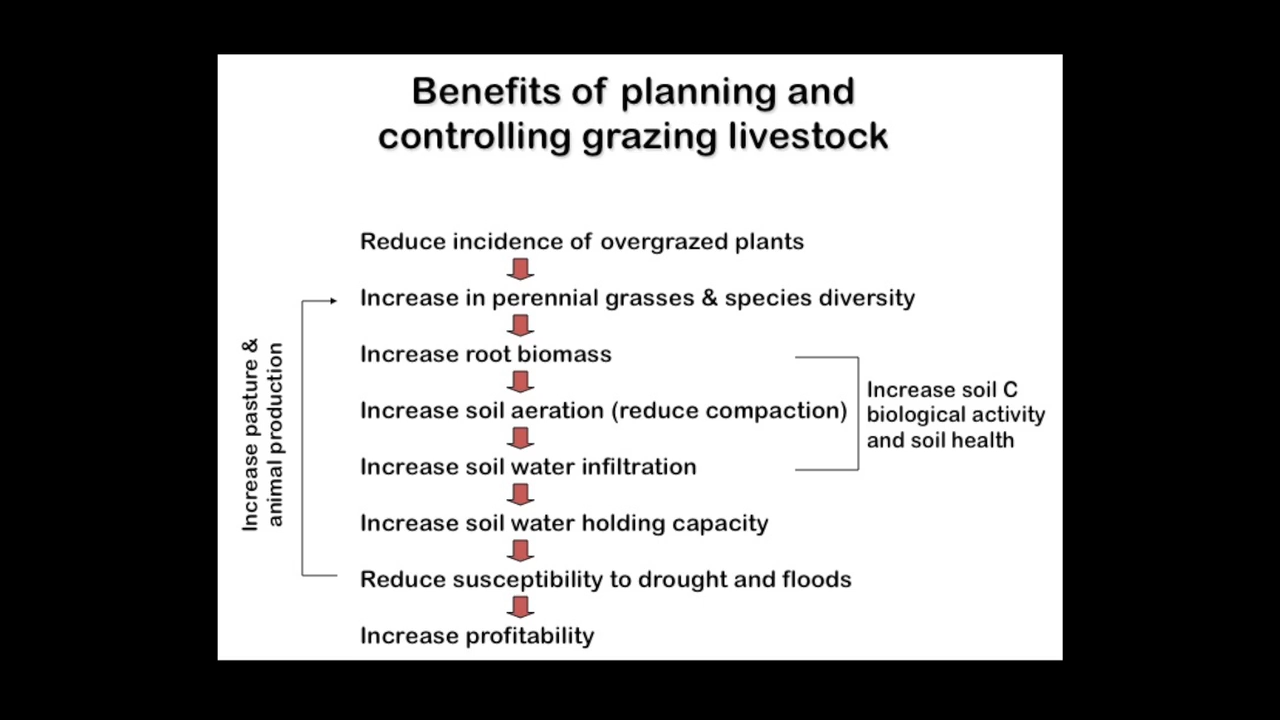 Benefits of planning and
controlling grazing livestock
Reduce incidence of overgrazed plants
Increase in perennial grasses & species diversity
Increase root biomass
Increase soil aeration (reduce compaction)
Increase soil water infiltration
Increase soil water holding capacity
Reduce susceptibility to drought and floods
Increase profitability
Increase pasture &
animal production
Increase soil C
biological activity
and soil health